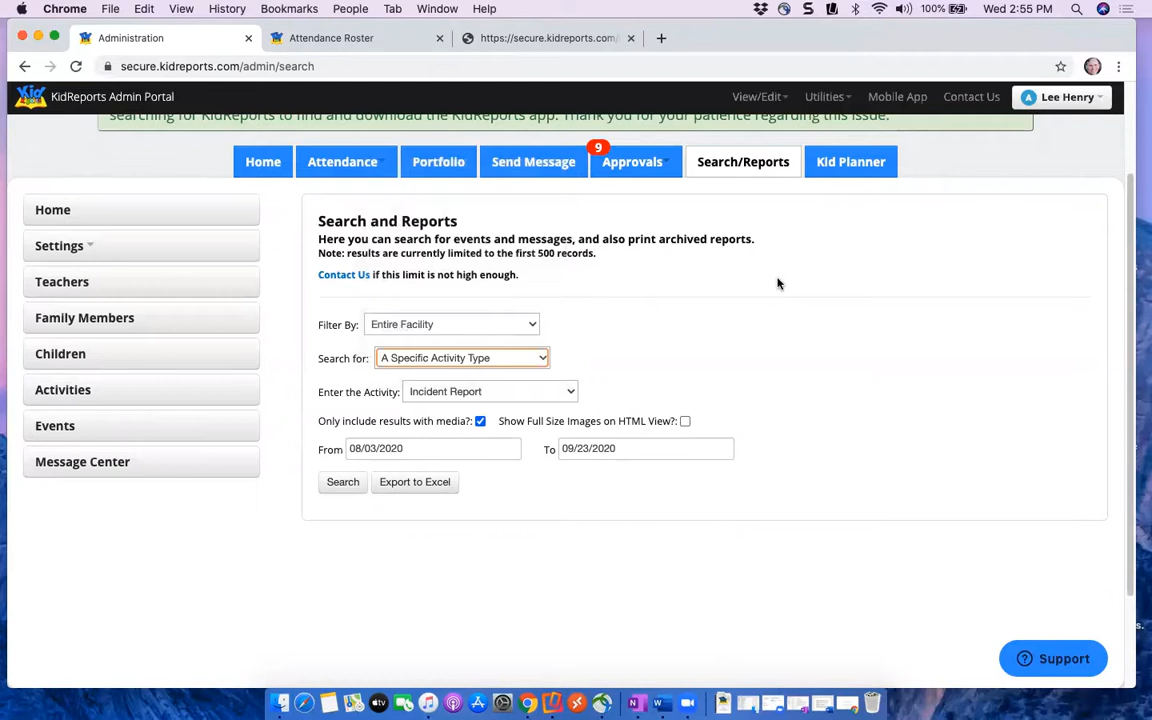 Chrome File Edit View History Bookmarks People Tab Window Help 100% Wed 2:55 PM
Administration × Attendance Roster × https://secure.kidreports.com/ × +
secure.kidreports.com/admin/search
KidReports Admin Portal View/Edit Utilities Mobile App Contact Us A Lee Henry
searching for KidReports to find and download the KidReports app. Thank you for your patience regarding this issue.
9
Home Attendance Portfolio Send Message Approvals Search/Reports Kid Planner
Home
Settings
Teachers
Family Members
Children
Activities
Events
Message Center
Search and Reports
Here you can search for events and messages, and also print archived reports.
Note: results are currently limited to the first 500 records.
Contact Us if this limit is not high enough.
Filter By: Entire Facility
Search for: A Specific Activity Type
Enter the Activity: Incident Report
Only include results with media?: Show Full Size Images on HTML View?:
From 08/03/2020 To 09/23/2020
Search Export to Excel
? Support